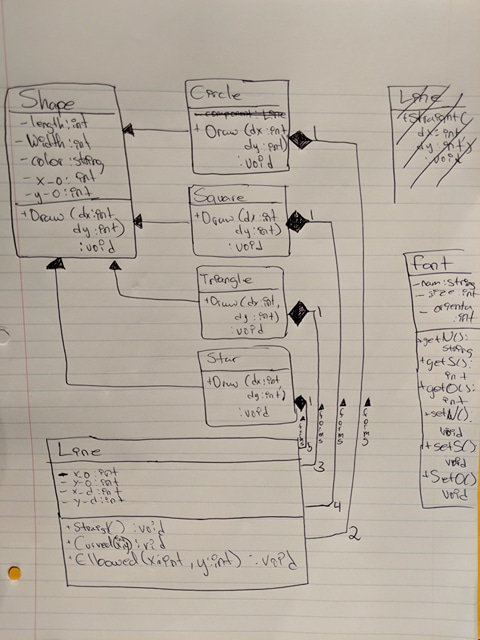 Shape
- length: int
- Width: int
- color: string
- x-0: int
- y-0: int
+ Draw (dx: int
dy: int)
: void
Circle
- component: Line
+ Draw (dx: int
dy: int)
: void
1
Square
+ Draw (dx: int
dy: int)
: void
1
Triangle
+ Draw (dx: int,
dy: int)
: void
1
Star
+ Draw (dx: int,
dy: int)
: void
1
forms
forms
forms
forms
5
3
4
2
Line
- x-0: int
- y-0: int
- x-d: int
- y-d: int
+ Straight() : void
+ Curved() : void
+ Elbowed (x: int, y: int) : void
Line
+ Straight(
dx: int
dy: int)
: void
Font
- nam: string
- size: int
- orienta:
int
+ getN():
string
+ getS():
int
+ getO():
int
+ setN()
void
+ setS()
void
+ SetO()
void